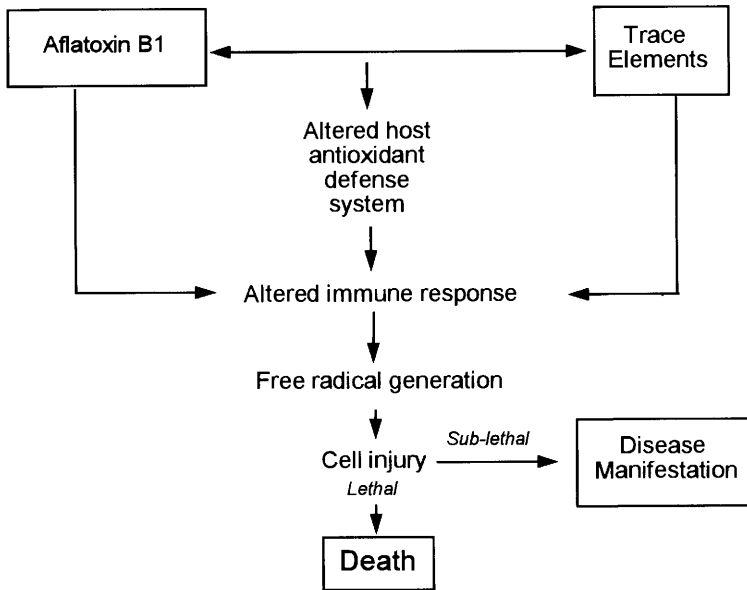 Aflatoxin B1
Trace
Elements
Altered host
antioxidant
defense
system
Altered immune response
Free radical generation
Sub-lethal
Cell injury
Disease
Manifestation
Lethal
Death